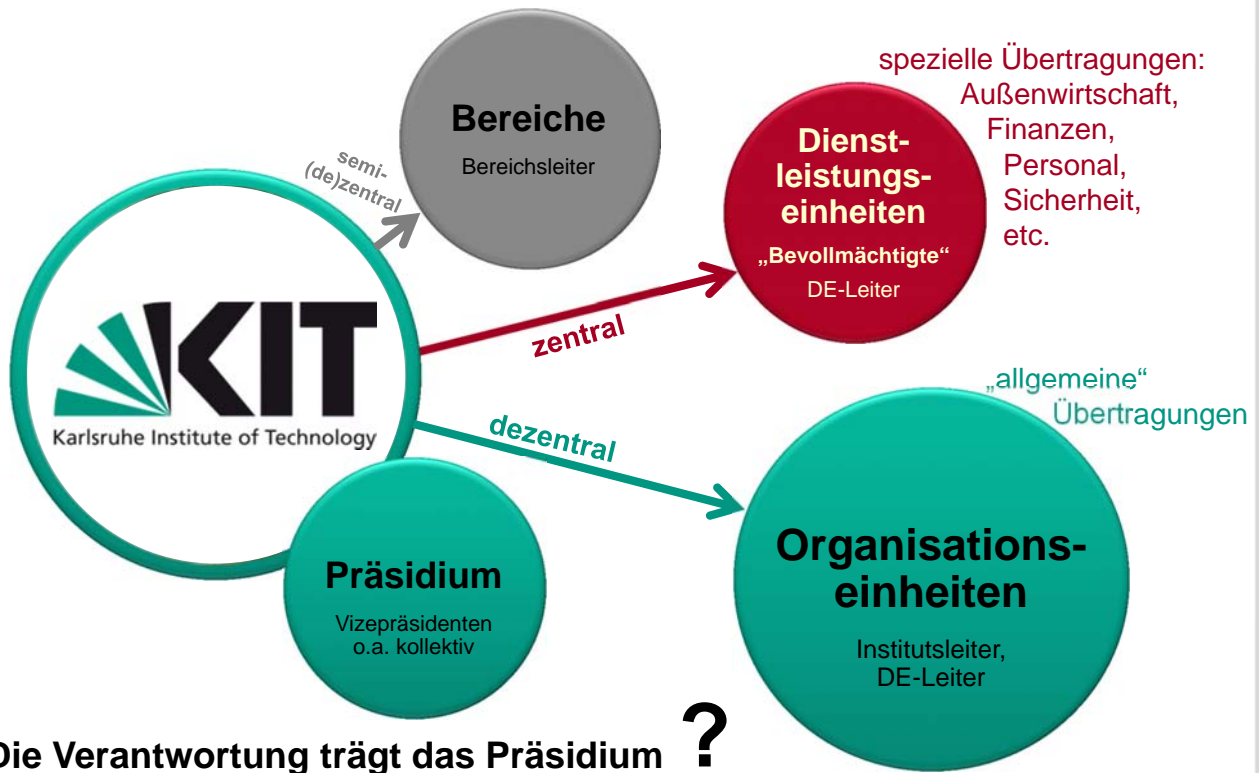 spezielle Übertragungen:
Außenwirtschaft,
Finanzen,
Personal,
Sicherheit,
etc.
Bereiche
Bereichsleiter
semi-
(de)zentral
Dienst-
leistungs-
einheiten
„Bevollmächtigte“
DE-Leiter
KIT
Karlsruhe Institute of Technology
zentral
dezentral
„allgemeine“
Übertragungen
Präsidium
Vizepräsidenten
o.a. kollektiv
Organisations-
einheiten
Institutsleiter,
DE-Leiter
Die Verantwortung trägt das Präsidium ?